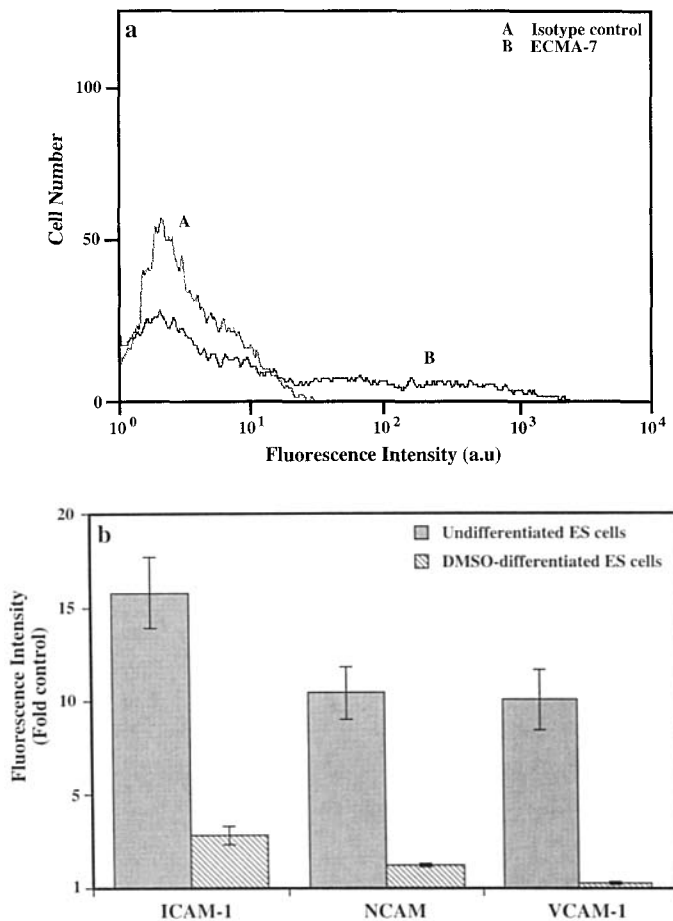 a
A Isotype control
B ECMA-7
100
50
0
Cell Number
A
B
10^0 10^1 10^2 10^3 10^4
Fluorescence Intensity (a.u)
b
Undifferentiated ES cells
DMSO-differentiated ES cells
20
15
10
5
1
Fluorescence Intensity
(Fold control)
ICAM-1 NCAM VCAM-1